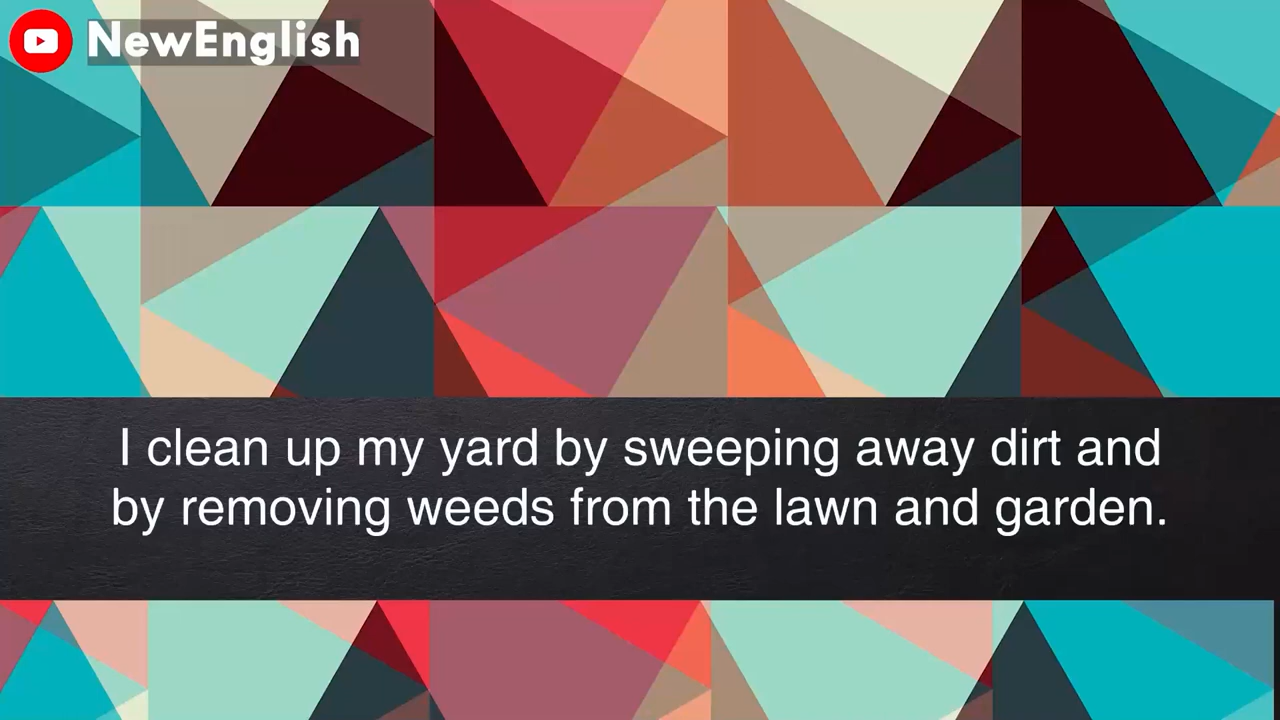 NewEnglish
I clean up my yard by sweeping away dirt and
by removing weeds from the lawn and garden.